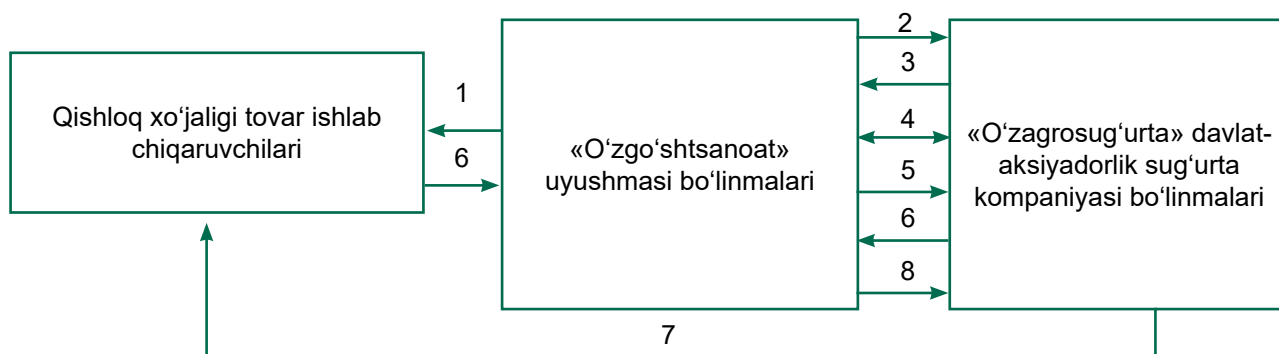 Qishloq xo‘jaligi tovar ishlab
chiqaruvchilari
1
6
«O‘zgo‘shtsanoat»
uyushmasi bo‘linmalari
2
3
4
5
6
8
«O‘zagrosug‘urta» davlat-
aksiyadorlik sug‘urta
kompaniyasi bo‘linmalari
7